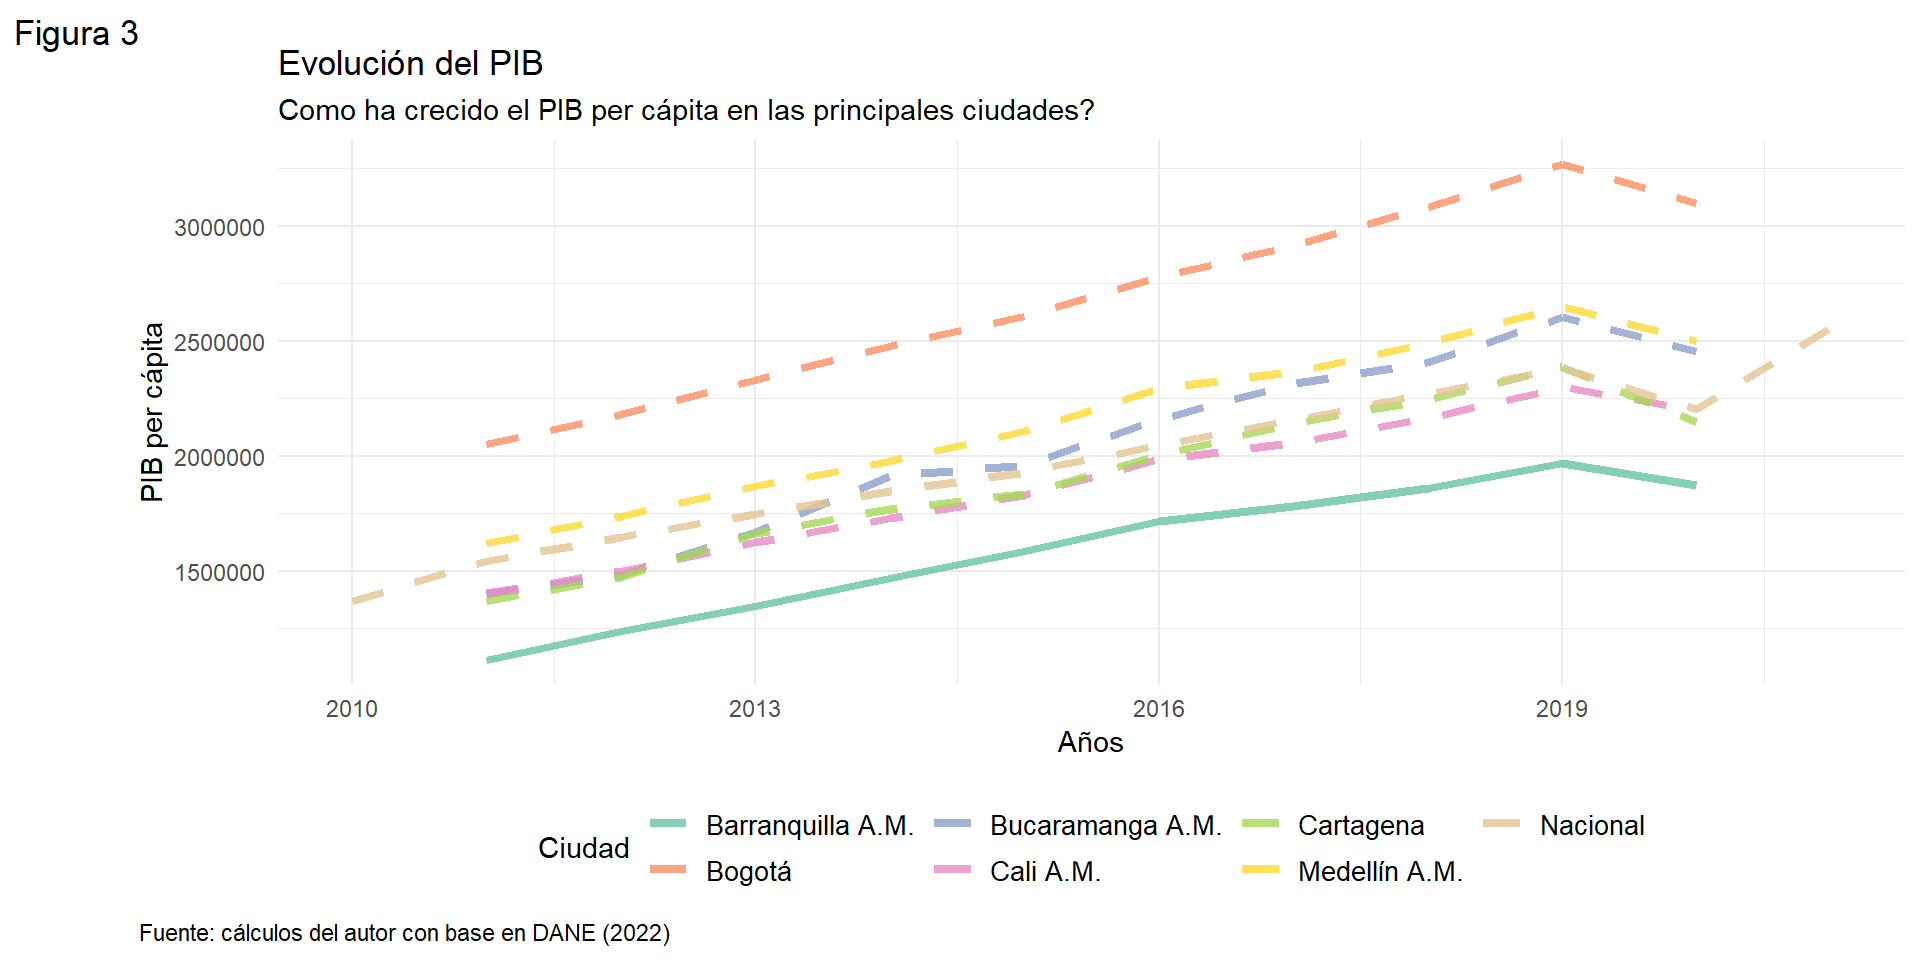 Figura 3
Evolución del PIB
Como ha crecido el PIB per cápita en las principales ciudades?
PIB per cápita
3000000
2500000
2000000
1500000
2010 2013 2016 2019
Años
Ciudad
Barranquilla A.M. Bucaramanga A.M. Cartagena Nacional
Bogotá Cali A.M. Medellín A.M.
Fuente: cálculos del autor con base en DANE (2022)